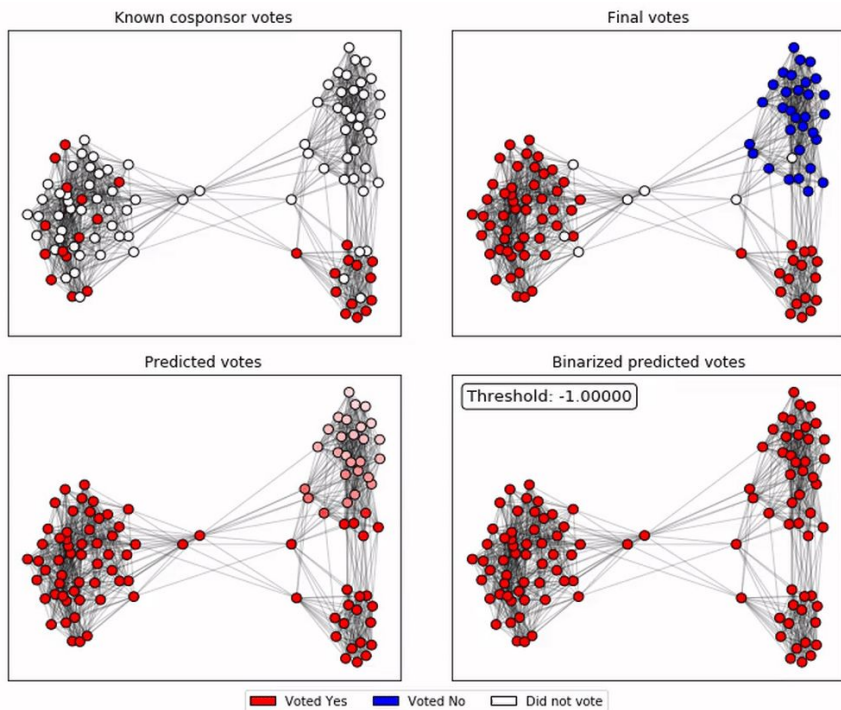 Known cosponsor votes
Final votes
Predicted votes
Binarized predicted votes
Threshold: -1.00000
Voted Yes
Voted No
Did not vote